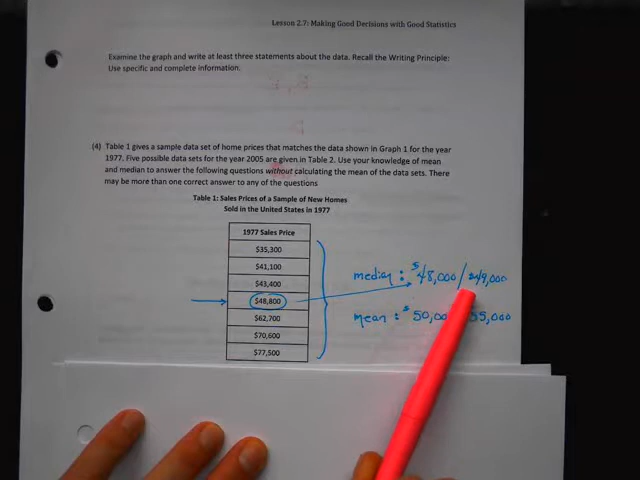 Lesson 2.7: Making Good Decisions with Good Statistics
Examine the graph and write at least three statements about the data. Recall the Writing Principle:
Use specific and complete information.
(4) Table 1 gives a sample data set of home prices that matches the data shown in Graph 1 for the year
1977. Five possible data sets for the year 2005 are given in Table 2. Use your knowledge of mean
and median to answer the following questions without calculating the mean of the data sets. There
may be more than one correct answer to any of the questions
Table 1: Sales Prices of a Sample of New Homes
Sold in the United States in 1977
1977 Sales Price
$35,300
$41,100
$43,400
$48,800
$62,700
$70,600
$77,500
median : $48,000 / 49,000
mean : $50,00 55,000